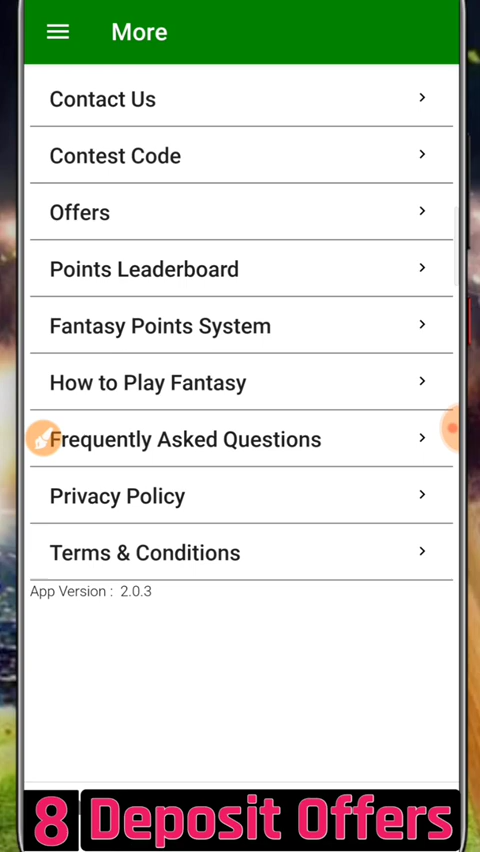 More
Contact Us
Contest Code
Offers
Points Leaderboard
Fantasy Points System
How to Play Fantasy
Frequently Asked Questions
Privacy Policy
Terms & Conditions
App Version : 2.0.3
8 Deposit Offers